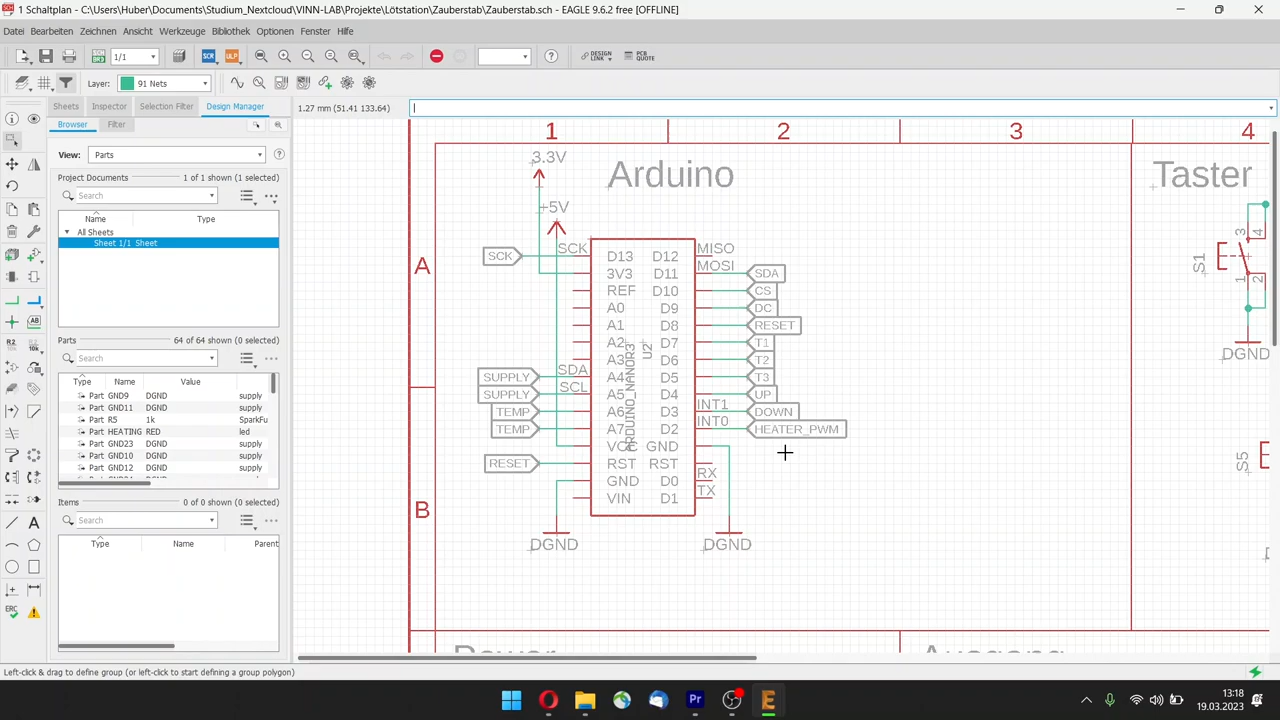 1 Schaltplan - C:\Users\Huber\Documents\Studium_Nextcloud\VINN-LAB\Projekte\Lötstation\Zauberstab\Zauberstab.sch - EAGLE 9.6.2 free [OFFLINE]
Datei Bearbeiten Zeichnen Ansicht Werkzeuge Bibliothek Optionen Fenster Hilfe
1/1 SCR ULP DESIGN LINK PCB QUOTE
Layer: 91 Nets
Sheets Inspector Selection Filter Design Manager
1.27 mm (51.41 133.64)
Browser Filter
View: Parts
Project Documents 1 of 1 shown (1 selected)
Search
Name Type
All Sheets
Sheet 1/1 Sheet
Parts 64 of 64 shown (0 selected)
Search
Type Name Value
Part GND9 DGND supply
Part GND11 DGND supply
Part R5 1k SparkFu
Part HEATING RED led
Part GND23 DGND supply
Part GND10 DGND supply
Part GND12 DGND supply
Items 0 of 0 shown (0 selected)
Search
Type Name Parent
ERC
1 2 3 4
A
B
Arduino
3.3V
+5V
SCK SCK D13 D12 MISO
3V3 D11 MOSI SDA
REF D10 CS
A0 D9 DC
A1 D8 RESET
A2 D7 T1
A3 D6 T2
SUPPLY SDA A4 D5 T3
SUPPLY SCL A5 D4 UP
TEMP A6 D3 INT1 DOWN
TEMP A7 D2 INT0 HEATER_PWM
VCC GND
RESET RST RST
GND D0 RX
VIN D1 TX
ARDUINO_NANOR3
U2
DGND DGND
Taster
S1
3 4
1 2
DGND
S5
Power Ausgang
Left-click & drag to define group (or left-click to start defining a group polygon)
13:18
19.03.2023